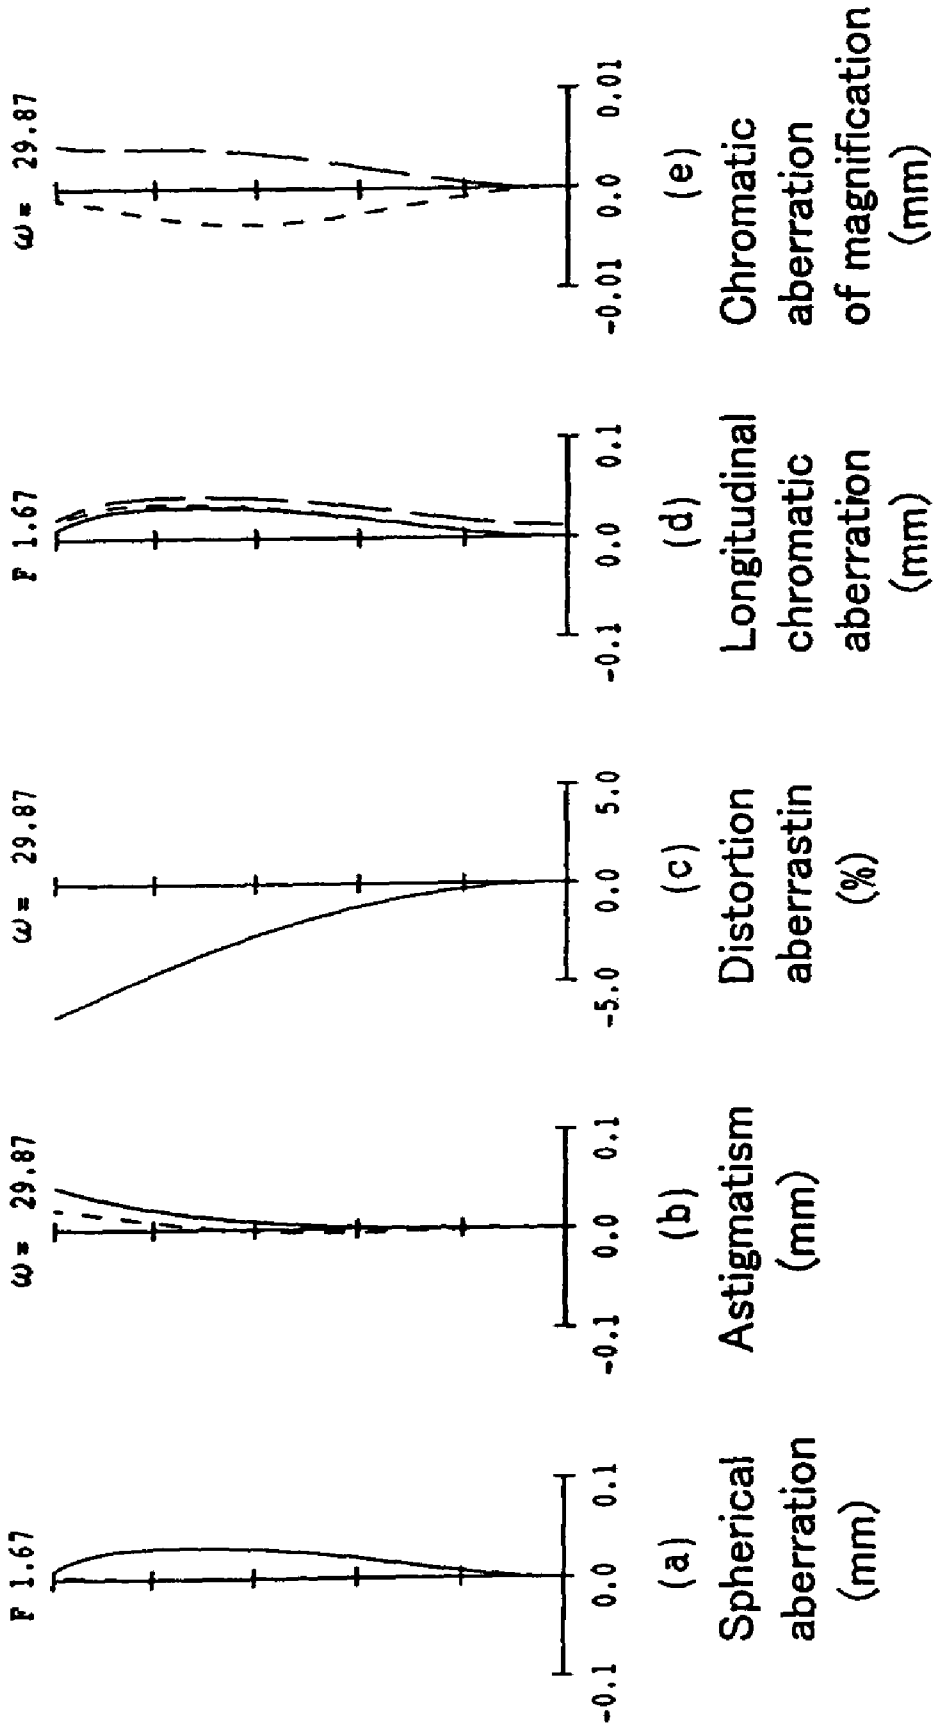 F 1.67
-0.1 0.0 0.1
(a)
Spherical
aberration
(mm)
ω = 29.87
-0.1 0.0 0.1
(b)
Astigmatism
(mm)
ω = 29.87
-5.0 0.0 5.0
(c)
Distortion
aberrastin
(%)
F 1.67
-0.1 0.0 0.1
(d)
Longitudinal
chromatic
aberration
(mm)
ω = 29.87
-0.01 0.0 0.01
(e)
Chromatic
aberration
of magnification
(mm)